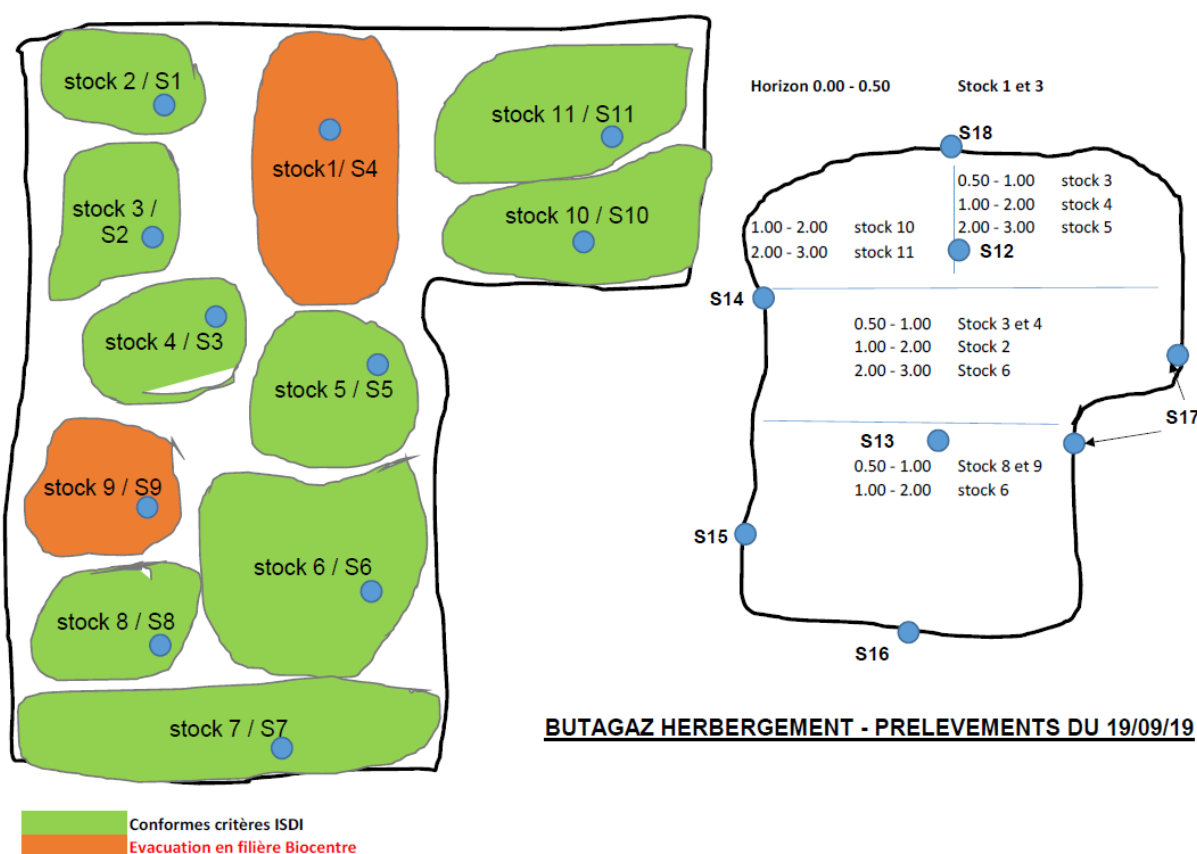 stock 2 / S1
stock1/ S4
stock 11 / S11
stock 3 /
S2
stock 10 / S10
stock 4 / S3
stock 5 / S5
stock 9 / S9
stock 6 / S6
stock 8 / S8
stock 7 / S7
Horizon 0.00 - 0.50 Stock 1 et 3
S18
0.50 - 1.00 stock 3
1.00 - 2.00 stock 4
2.00 - 3.00 stock 5
1.00 - 2.00 stock 10
2.00 - 3.00 stock 11
S12
S14
0.50 - 1.00 Stock 3 et 4
1.00 - 2.00 Stock 2
2.00 - 3.00 Stock 6
S17
S13
0.50 - 1.00 Stock 8 et 9
1.00 - 2.00 stock 6
S15
S16
BUTAGAZ HERBERGEMENT - PRELEVEMENTS DU 19/09/19
Conformes critères ISDI
Evacuation en filière Biocentre